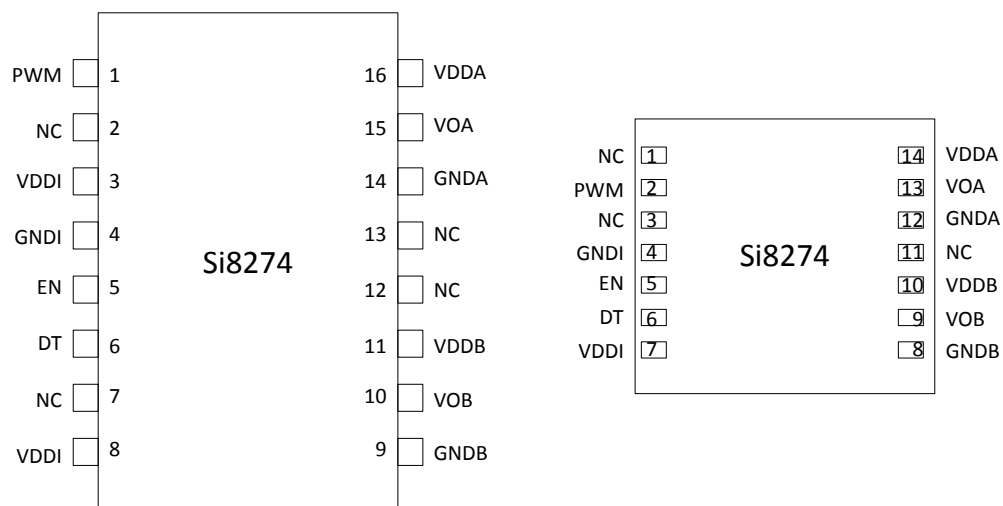 PWM 1 16 VDDA
NC 2 15 VOA
VDDI 3 14 GNDA
GNDI 4 13 NC
Si8274
EN 5 12 NC
DT 6 11 VDDB
NC 7 10 VOB
VDDI 8 9 GNDB
NC 1 14 VDDA
PWM 2 13 VOA
NC 3 12 GNDA
GNDI 4 11 NC
Si8274
EN 5 10 VDDB
DT 6 9 VOB
VDDI 7 8 GNDB